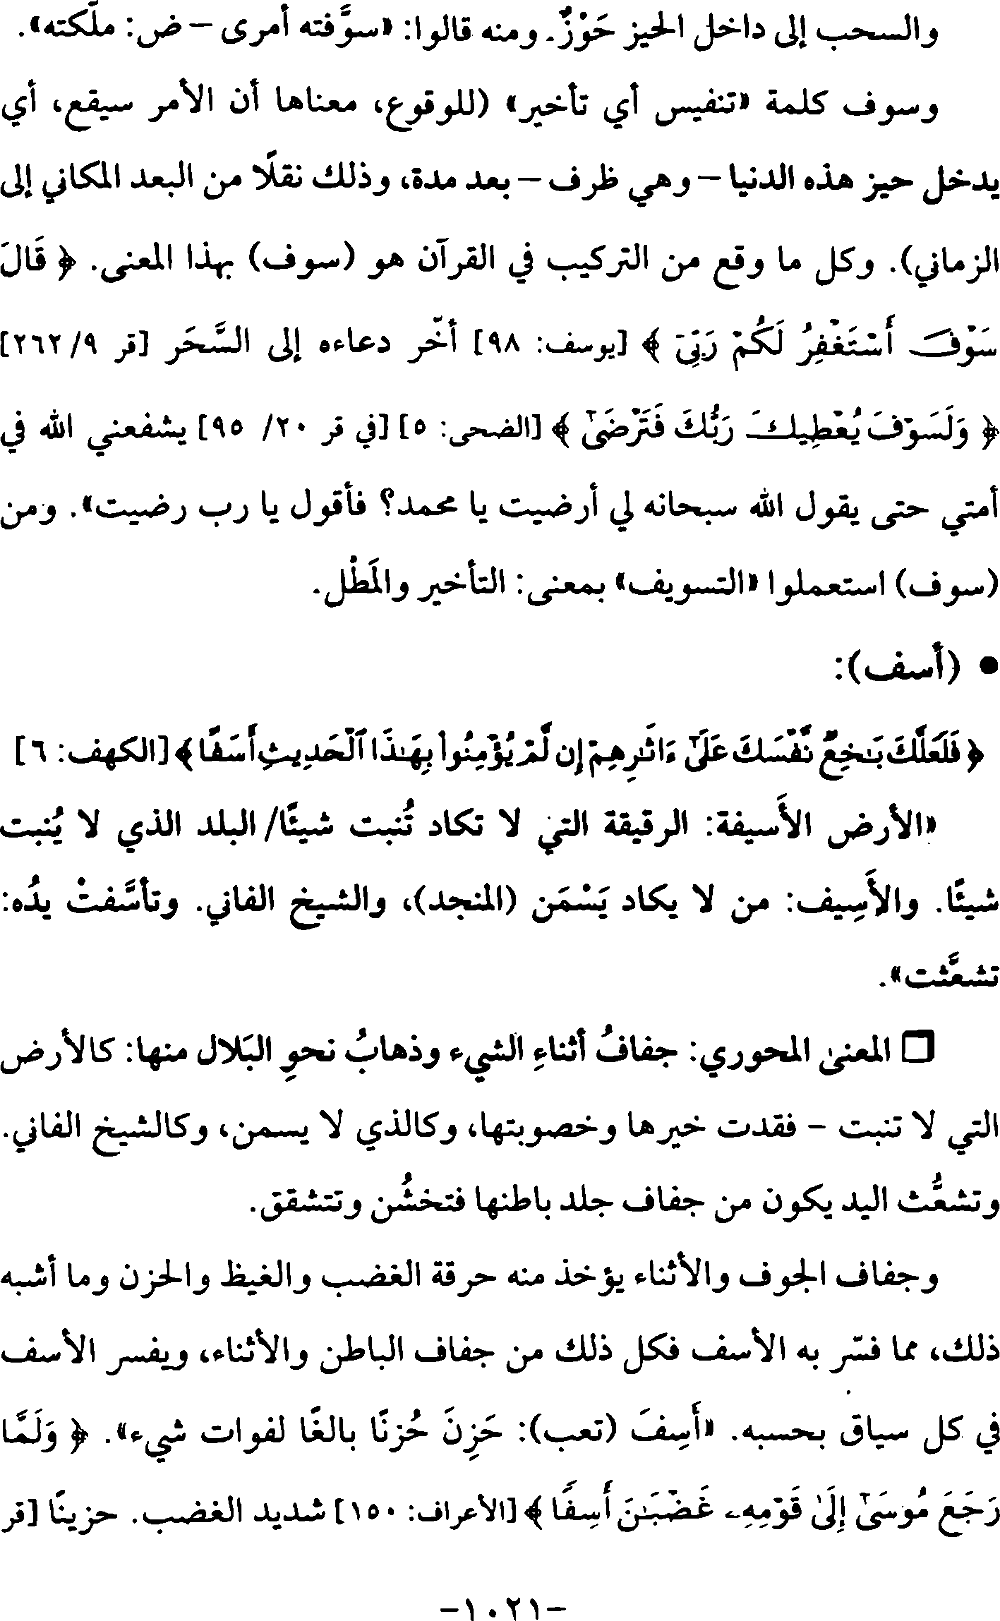 والسحب إلى داخل الحيز حَوْزٌ. ومنه قالوا: «سوَّفته أمرى – ض: ملّكته».
وسوف كلمة «تنفيس أي تأخير» (للوقوع، معناها أن الأمر سيقع، أي
يدخل حيز هذه الدنيا – وهي ظرف – بعد مدة، وذلك نقلًا من البعد المكاني إلى
الزماني). وكل ما وقع من التركيب في القرآن هو (سوف) بهذا المعنى. ﴿ قَالَ
سَوْفَ أَسْتَغْفِرُ لَكُمْ رَبِّيٓ ﴾ [يوسف: ٩٨] أخّر دعاءه إلى السَّحَر [قر ٩/ ٢٦٢]
﴿ وَلَسَوْفَ يُعْطِيكَ رَبُّكَ فَتَرْضَىٰٓ ﴾ [الضحى: ٥] [في قر ٢٠/ ٩٥] يشفعني الله في
أمتي حتى يقول الله سبحانه لي أرضيت يا محمد؟ فأقول يا رب رضيت». ومن
(سوف) استعملوا «التسويف» بمعنى: التأخير والمَطْل.
• (أسف):
﴿ فَلَعَلَّكَ بَٰخِعٌ نَّفْسَكَ عَلَىٰٓ ءَاثَٰرِهِمْ إِن لَّمْ يُؤْمِنُوا۟ بِهَٰذَا ٱلْحَدِيثِ أَسَفًا ﴾ [الكهف: ٦]
«الأرض الأَسيفة: الرقيقة التي لا تكاد تُنبت شيئًا/ البلد الذي لا يُنبت
شيئًا. والأَسِيف: من لا يكاد يَسْمَن (المنجد)، والشيخ الفاني. وتأسَّفتْ يدُه:
تشعَّثت».
□ المعنى المحوري: جفافُ أثناءِ الشيء وذهابُ نحوِ البَلال منها: كالأرض
التي لا تنبت – فقدت خيرها وخصوبتها، وكالذي لا يسمن، وكالشيخ الفاني.
وتشعُّث اليد يكون من جفاف جلد باطنها فتخشُن وتتشقق.
وجفاف الجوف والأثناء يؤخذ منه حرقة الغضب والغيظ والحزن وما أشبه
ذلك، مما فسّر به الأسف فكل ذلك من جفاف الباطن والأثناء، ويفسر الأسف
في كل سياق بحسبه. «أَسِفَ (تعب): حَزِنَ حُزنًا بالغًا لفوات شيء». ﴿ وَلَمَّا
رَجَعَ مُوسَىٰٓ إِلَىٰ قَوْمِهِۦ غَضْبَٰنَ أَسِفًا ﴾ [الأعراف: ١٥٠] شديد الغضب. حزينًا [قر
-١٠٢١-